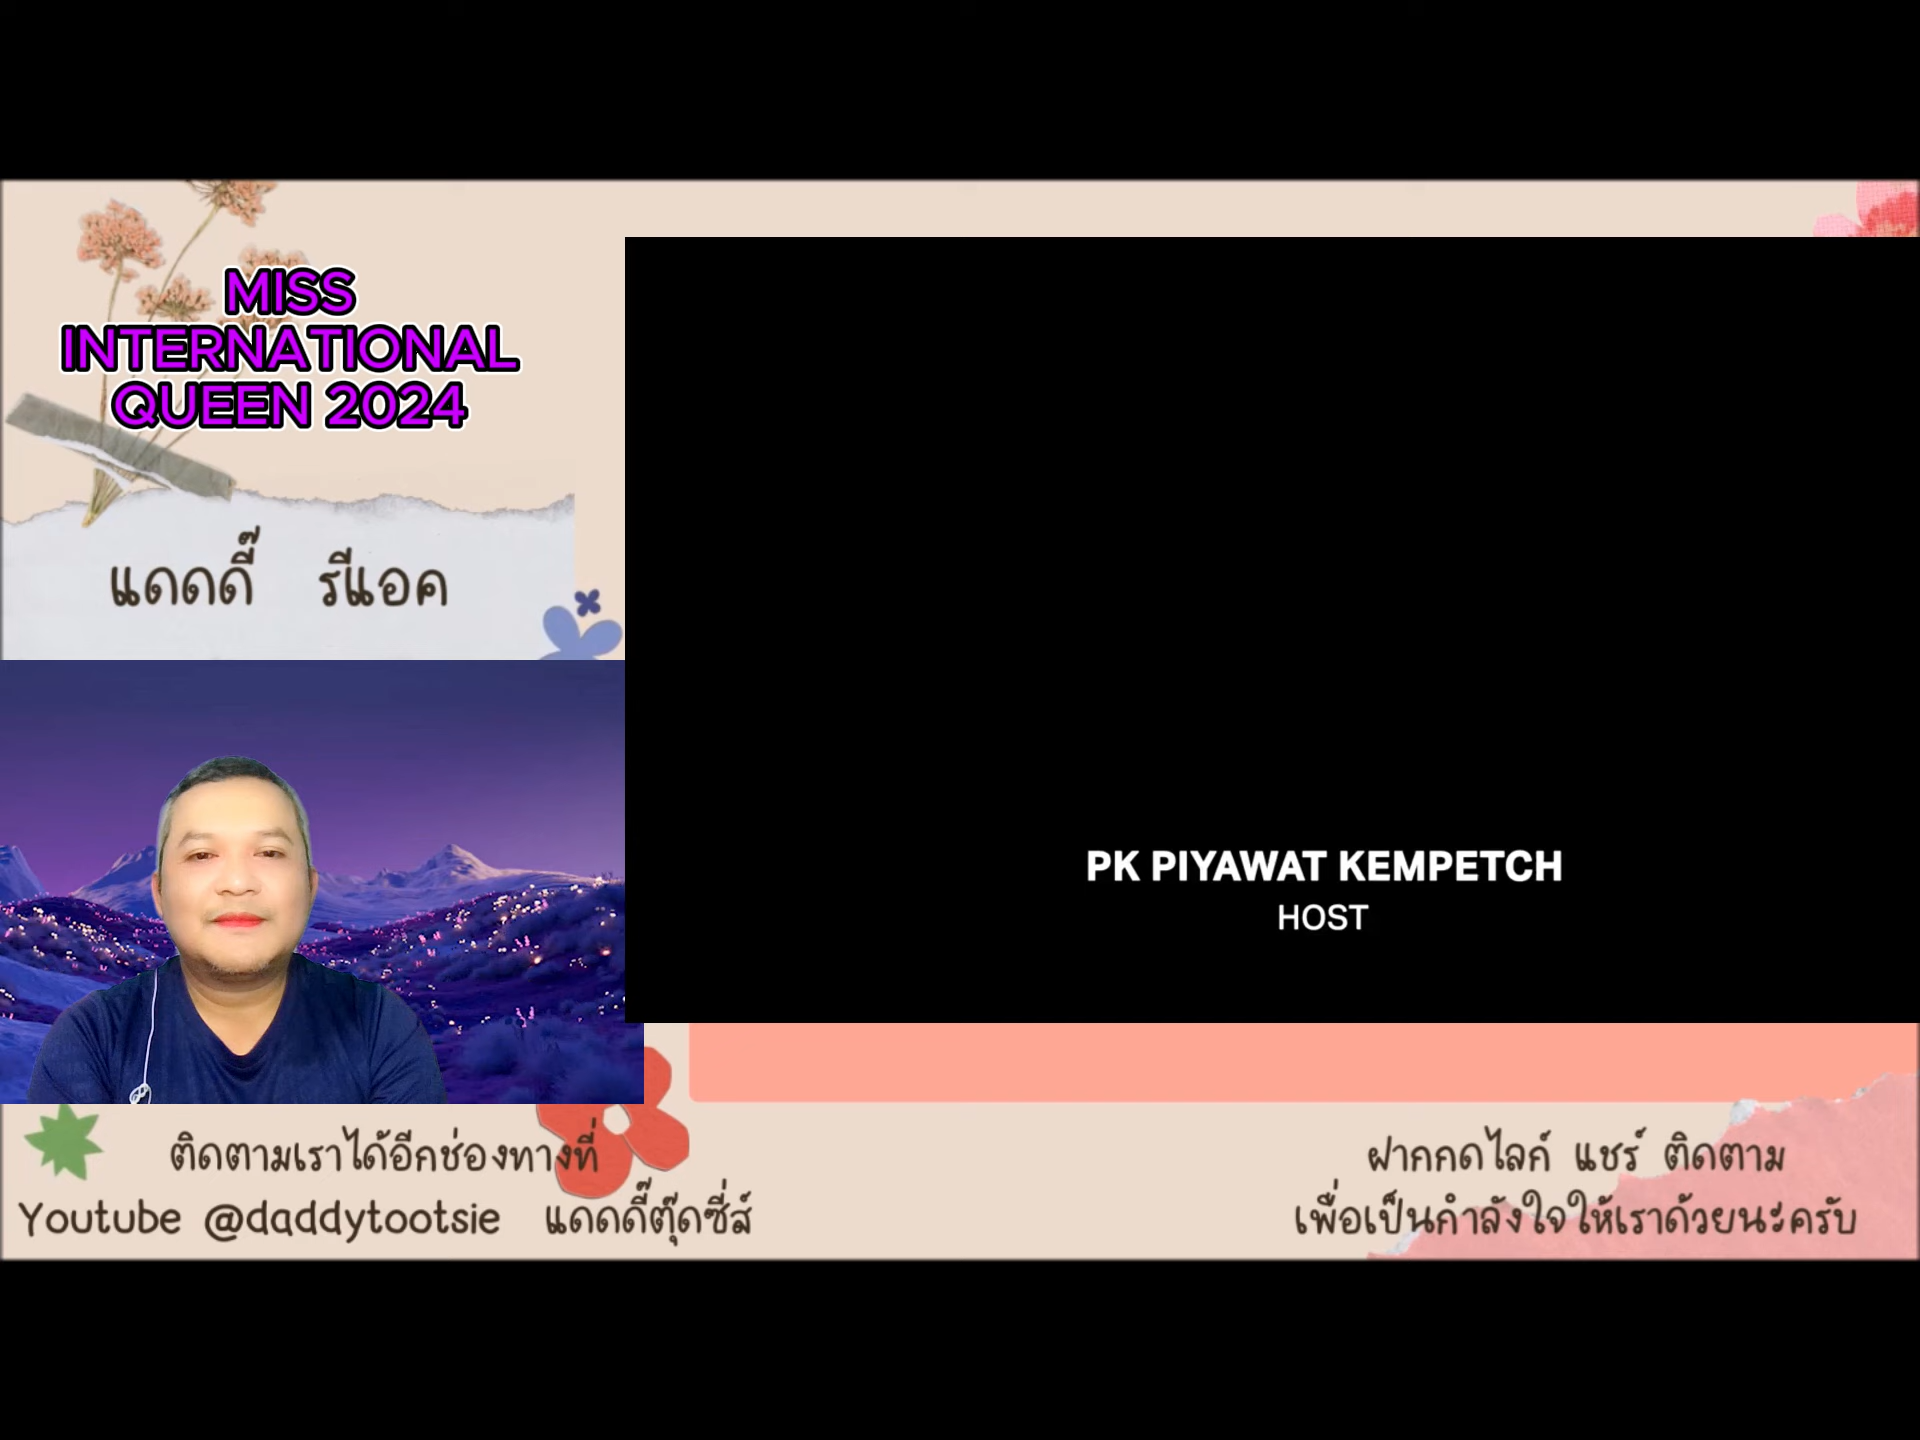 MISS
INTERNATIONAL
QUEEN 2024
แดดดี๊ รีแอค
PK PIYAWAT KEMPETCH
HOST
ติดตามเราได้อีกช่องทางที่
Youtube @daddytootsie แดดดี๊ตุ๊ดซี่ส์
ฝากกดไลก์ แชร์ ติดตาม
เพื่อเป็นกำลังใจให้เราด้วยนะครับ